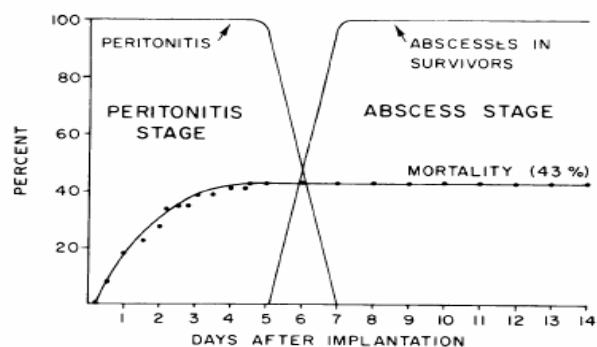 100
PERITONITIS
ABSCESSES IN
SURVIVORS
80
PERITONITIS
STAGE
ABSCESS STAGE
60
PERCENT
MORTALITY (43 %)
40
20
1 2 3 4 5 6 7 8 9 10 11 12 13 14
DAYS AFTER IMPLANTATION